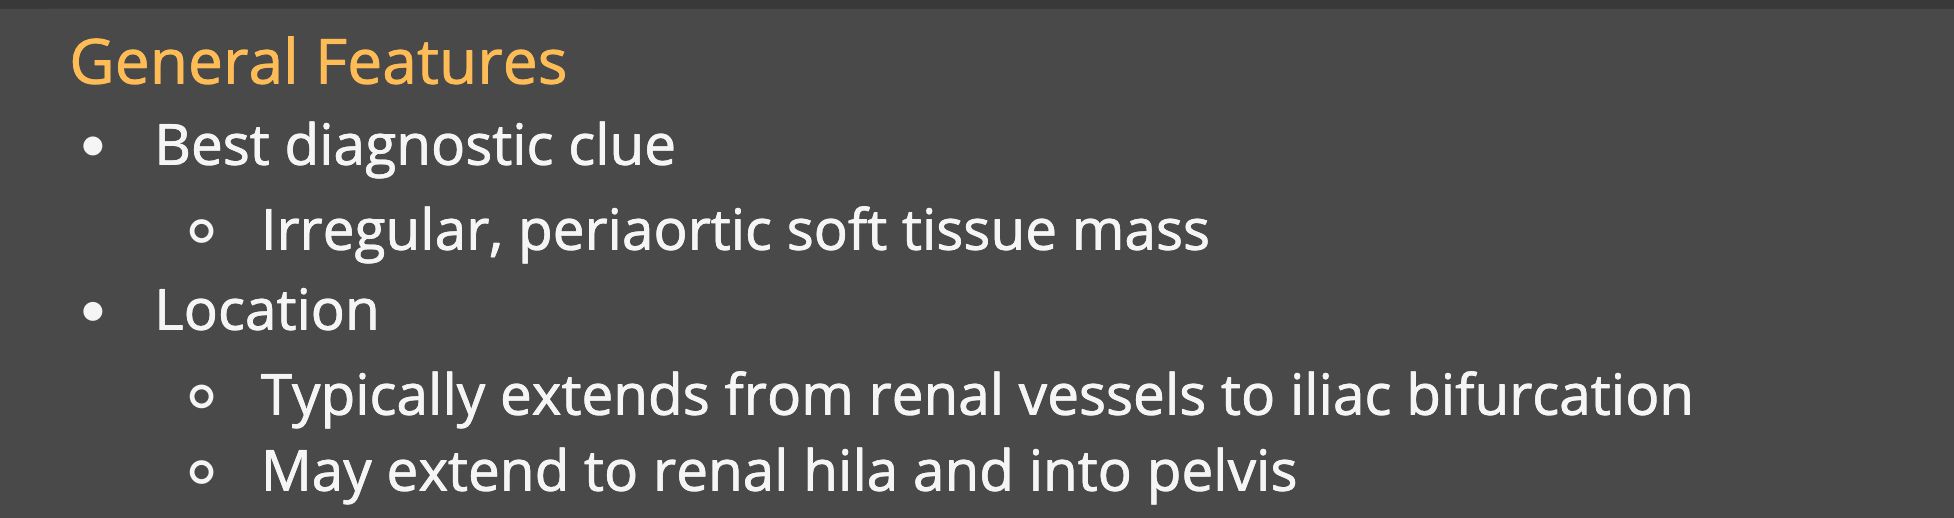 General Features
• Best diagnostic clue
◦ Irregular, periaortic soft tissue mass
• Location
◦ Typically extends from renal vessels to iliac bifurcation
◦ May extend to renal hila and into pelvis